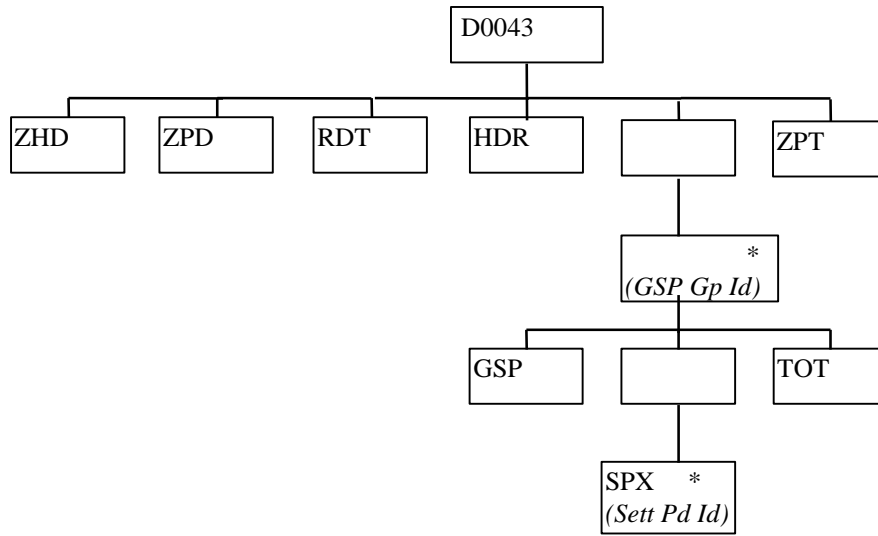 D0043
ZHD
ZPD
RDT
HDR
ZPT
*
(GSP Gp Id)
GSP
TOT
SPX *
(Sett Pd Id)